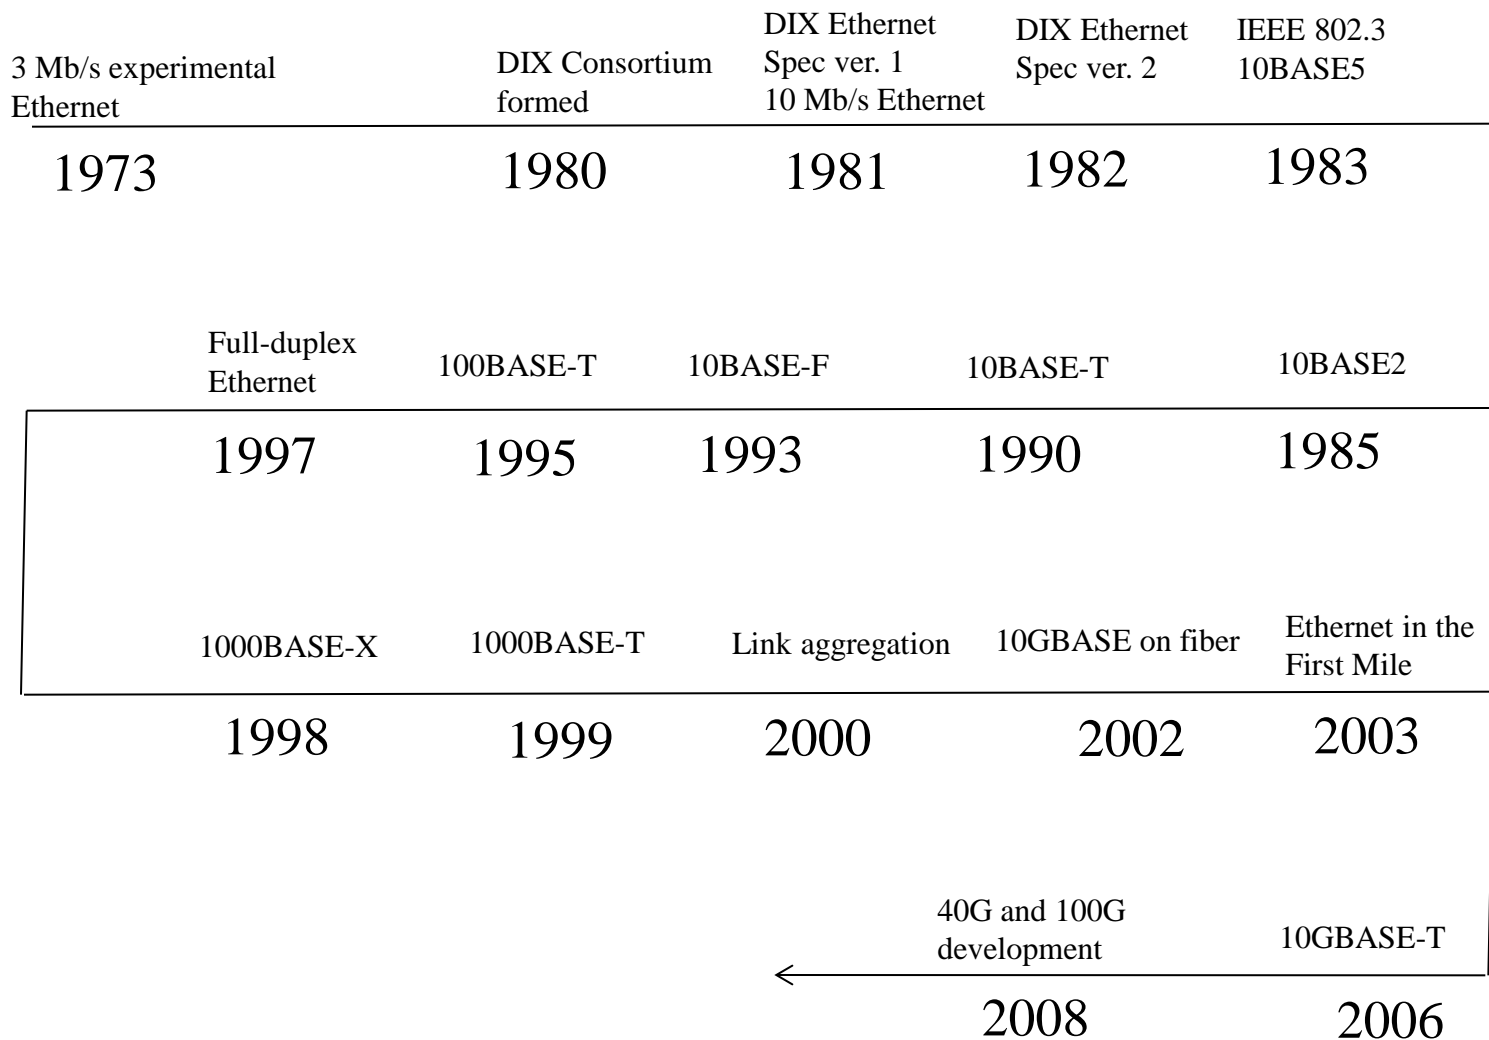 3 Mb/s experimental
Ethernet
DIX Consortium
formed
DIX Ethernet
Spec ver. 1
10 Mb/s Ethernet
DIX Ethernet
Spec ver. 2
IEEE 802.3
10BASE5
1973
1980
1981
1982
1983
Full-duplex
Ethernet
100BASE-T
10BASE-F
10BASE-T
10BASE2
1997
1995
1993
1990
1985
1000BASE-X
1000BASE-T
Link aggregation
10GBASE on fiber
Ethernet in the
First Mile
1998
1999
2000
2002
2003
40G and 100G
development
10GBASE-T
2008
2006